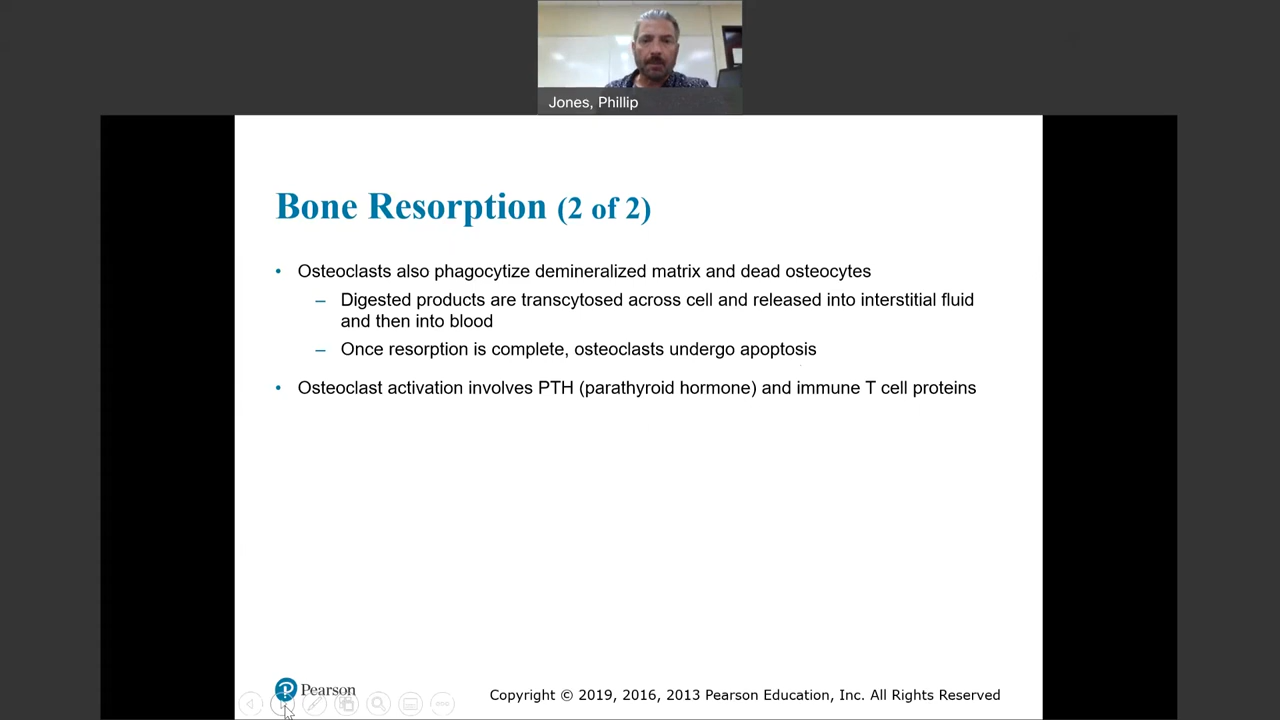 Jones, Phillip
Bone Resorption (2 of 2)
• Osteoclasts also phagocytize demineralized matrix and dead osteocytes
– Digested products are transcytosed across cell and released into interstitial fluid
and then into blood
– Once resorption is complete, osteoclasts undergo apoptosis
• Osteoclast activation involves PTH (parathyroid hormone) and immune T cell proteins
Pearson
Copyright © 2019, 2016, 2013 Pearson Education, Inc. All Rights Reserved